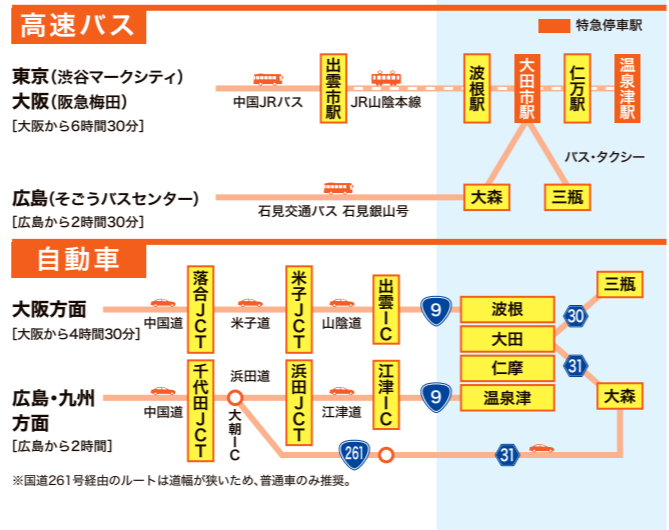 高速バス
特急停車駅
東京(渋谷マークシティ)
大阪(阪急梅田)
[大阪から6時間30分]
中国JRバス
出雲市駅
JR山陰本線
波根駅
大田市駅
仁万駅
温泉津駅
バス・タクシー
広島(そごうバスセンター)
[広島から2時間30分]
石見交通バス 石見銀山号
大森
三瓶
自動車
大阪方面
[大阪から4時間30分]
中国道
落合JCT
米子道
米子JCT
山陰道
出雲IC
9
波根
大田
仁摩
温泉津
30
三瓶
31
大森
広島・九州
方面
[広島から2時間]
中国道
千代田JCT
浜田道
大朝IC
浜田JCT
江津道
江津IC
9
261
31
※国道261号経由のルートは道幅が狭いため、普通車のみ推奨。